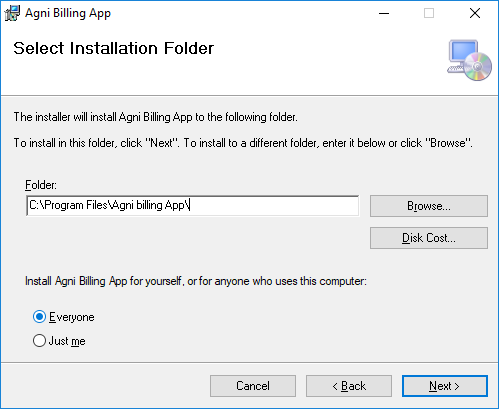 Agni Billing App
Select Installation Folder
The installer will install Agni Billing App to the following folder.
To install in this folder, click "Next". To install to a different folder, enter it below or click "Browse".
Folder:
C:\Program Files\Agni billing App\
Browse...
Disk Cost...
Install Agni Billing App for yourself, or for anyone who uses this computer:
Everyone
Just me
Cancel
< Back
Next >